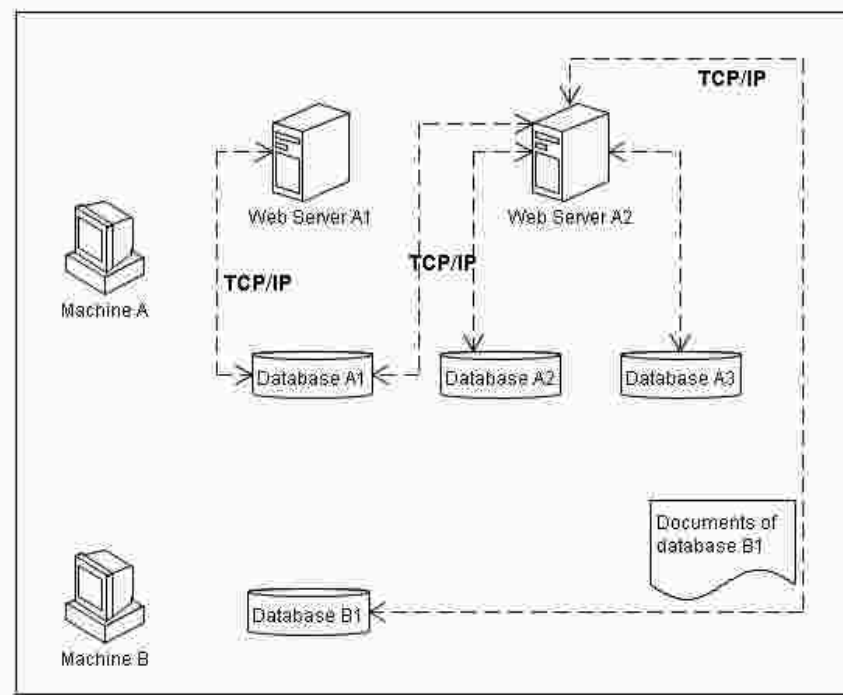 TCP/IP
Web Server A1
Web Server A2
TCP/IP
TCP/IP
Machine A
Database A1
Database A2
Database A3
Documents of
database B1
Database B1
Machine B